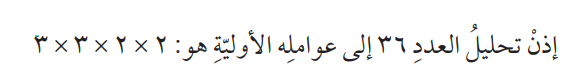 إذنْ تحليلُ العددِ ٣٦ إلى عواملِه الأوليّةِ هو: ٢ × ٢ × ٣ × ٣